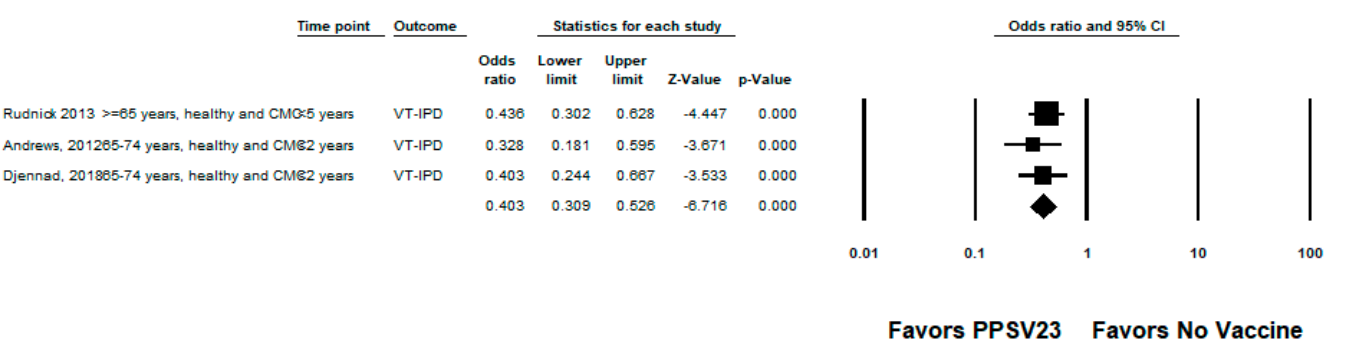 Time point Outcome Statistics for each study Odds ratio and 95% CI
Odds Lower Upper
ratio limit limit Z-Value p-Value
Rudnick 2013 >=65 years, healthy and CMC<5 years VT-IPD 0.436 0.302 0.628 -4.447 0.000
Andrews, 201265-74 years, healthy and CMC<2 years VT-IPD 0.328 0.181 0.595 -3.671 0.000
Djennad, 201865-74 years, healthy and CMC<2 years VT-IPD 0.403 0.244 0.667 -3.533 0.000
0.403 0.309 0.526 -6.716 0.000
0.01 0.1 1 10 100
Favors PPSV23 Favors No Vaccine